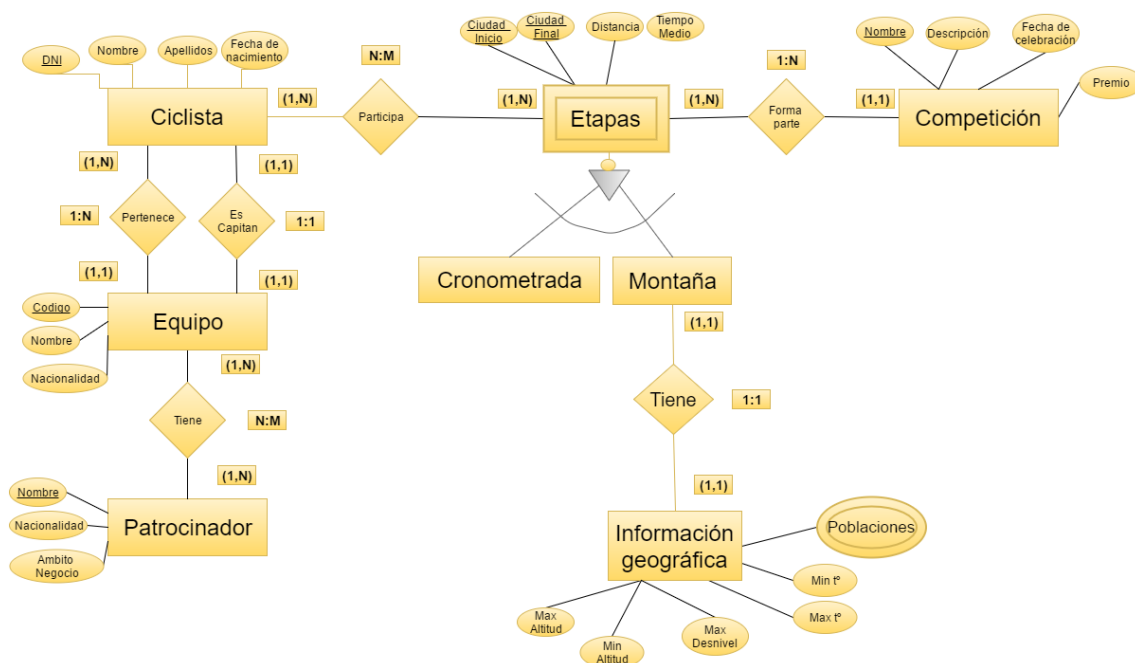 Ciudad
Inicio
Ciudad
Final
Distancia
Tiempo
Medio
DNI
Nombre
Apellidos
Fecha de
nacimiento
N:M
1:N
Nombre
Descripción
Fecha de
celebración
Premio
Ciclista
(1,N)
Participa
(1,N)
Etapas
(1,N)
Forma
parte
(1,1)
Competición
(1,N)
(1,1)
1:N
Pertenece
Es
Capitan
1:1
(1,1)
(1,1)
Cronometrada
Montaña
Codigo
Nombre
Nacionalidad
Equipo
(1,N)
(1,1)
Tiene
N:M
Tiene
1:1
(1,N)
(1,1)
Nombre
Nacionalidad
Ambito
Negocio
Patrocinador
Información
geográfica
Poblaciones
Min tº
Max tº
Max
Altitud
Min
Altitud
Max
Desnivel